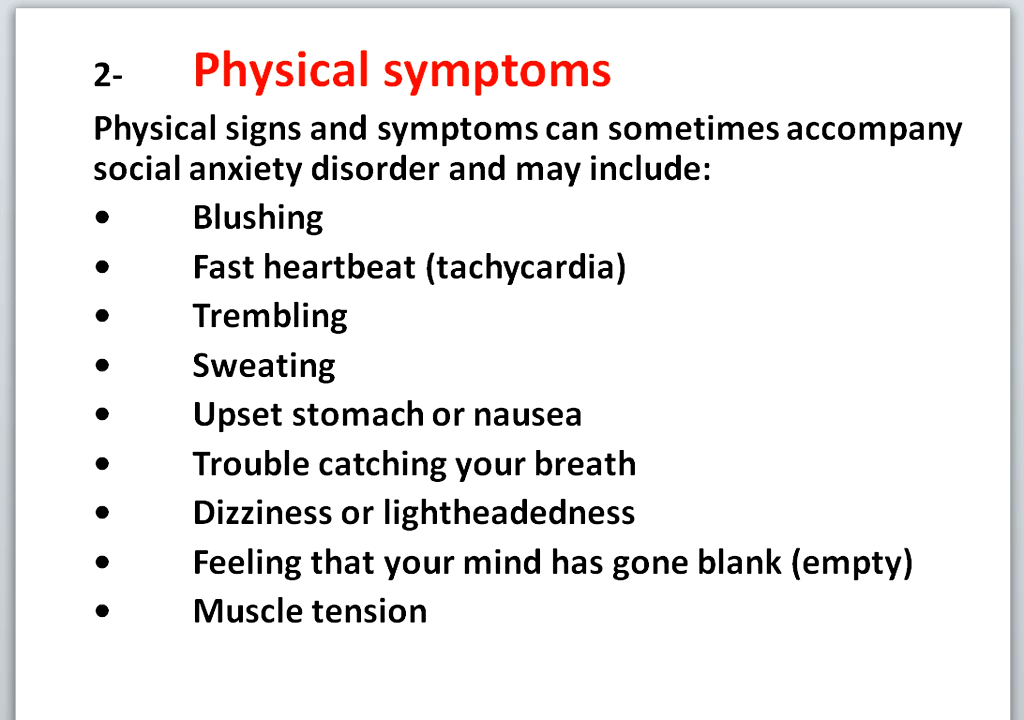 2- Physical symptoms
Physical signs and symptoms can sometimes accompany
social anxiety disorder and may include:
• Blushing
• Fast heartbeat (tachycardia)
• Trembling
• Sweating
• Upset stomach or nausea
• Trouble catching your breath
• Dizziness or lightheadedness
• Feeling that your mind has gone blank (empty)
• Muscle tension